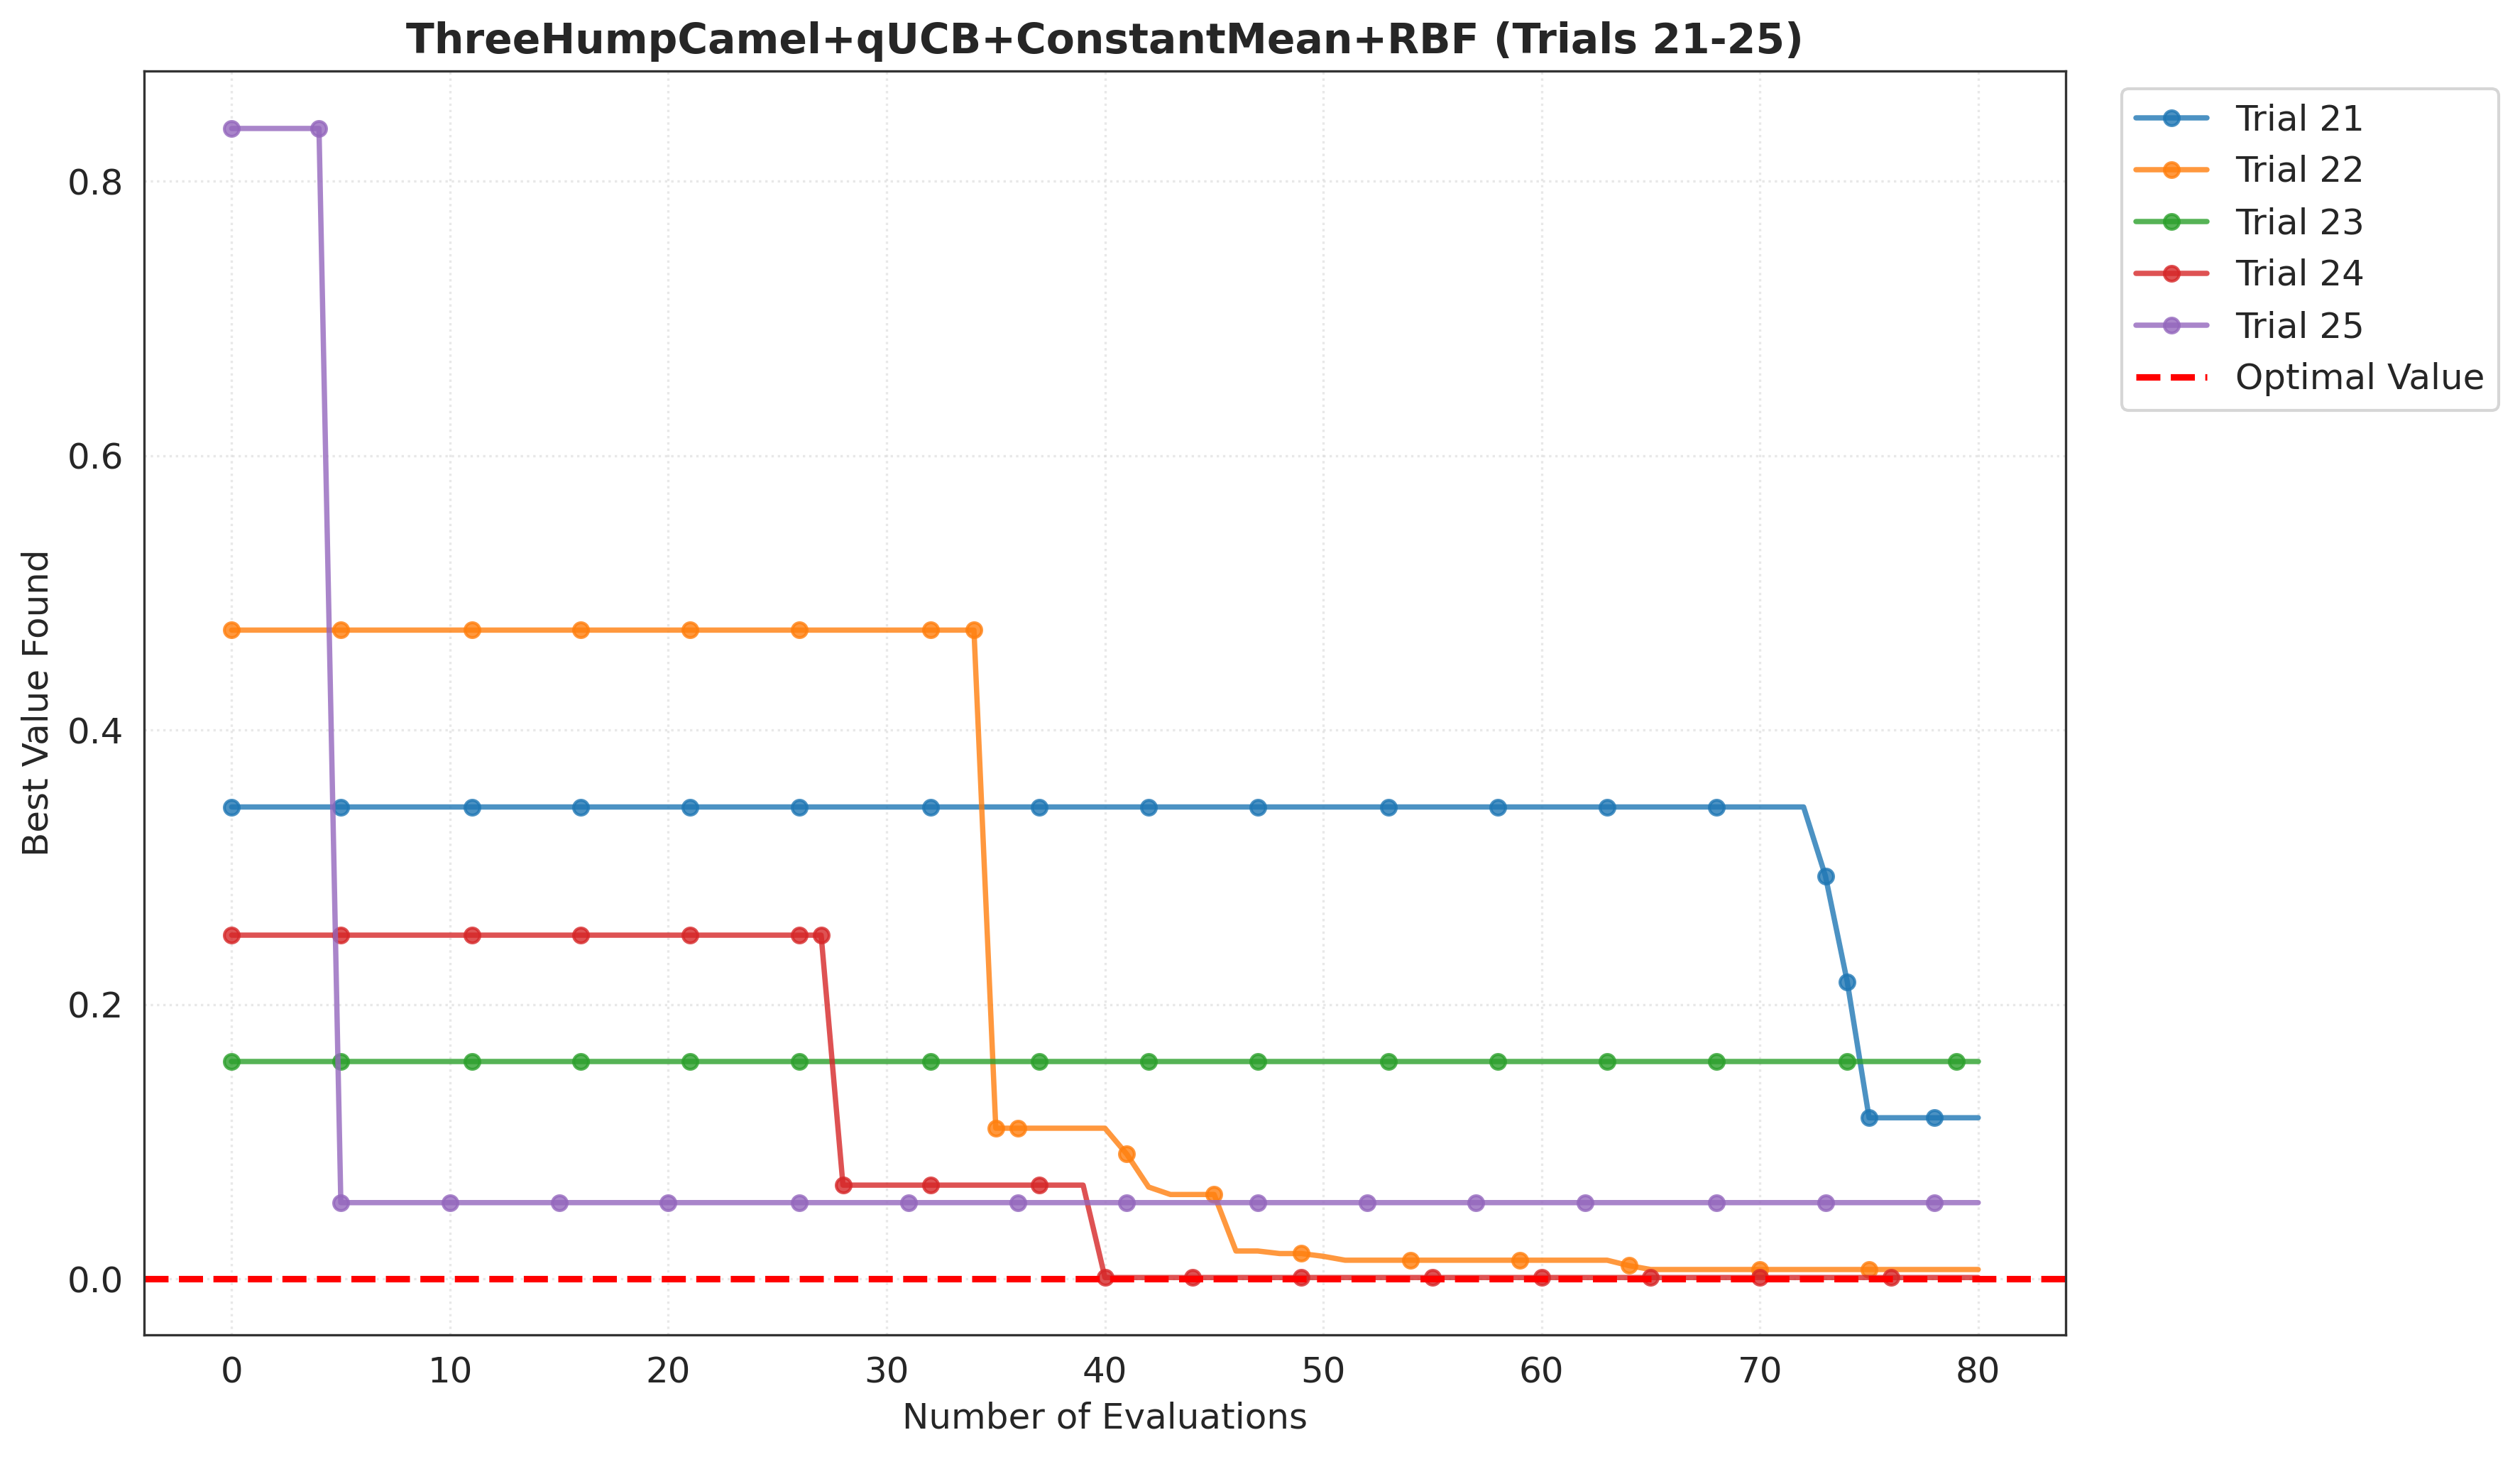 ThreeHumpCamel+qUCB+ConstantMean+RBF (Trials 21-25)
Best Value Found
0.8
0.6
0.4
0.2
0.0
0 10 20 30 40 50 60 70 80
Number of Evaluations
Trial 21
Trial 22
Trial 23
Trial 24
Trial 25
Optimal Value